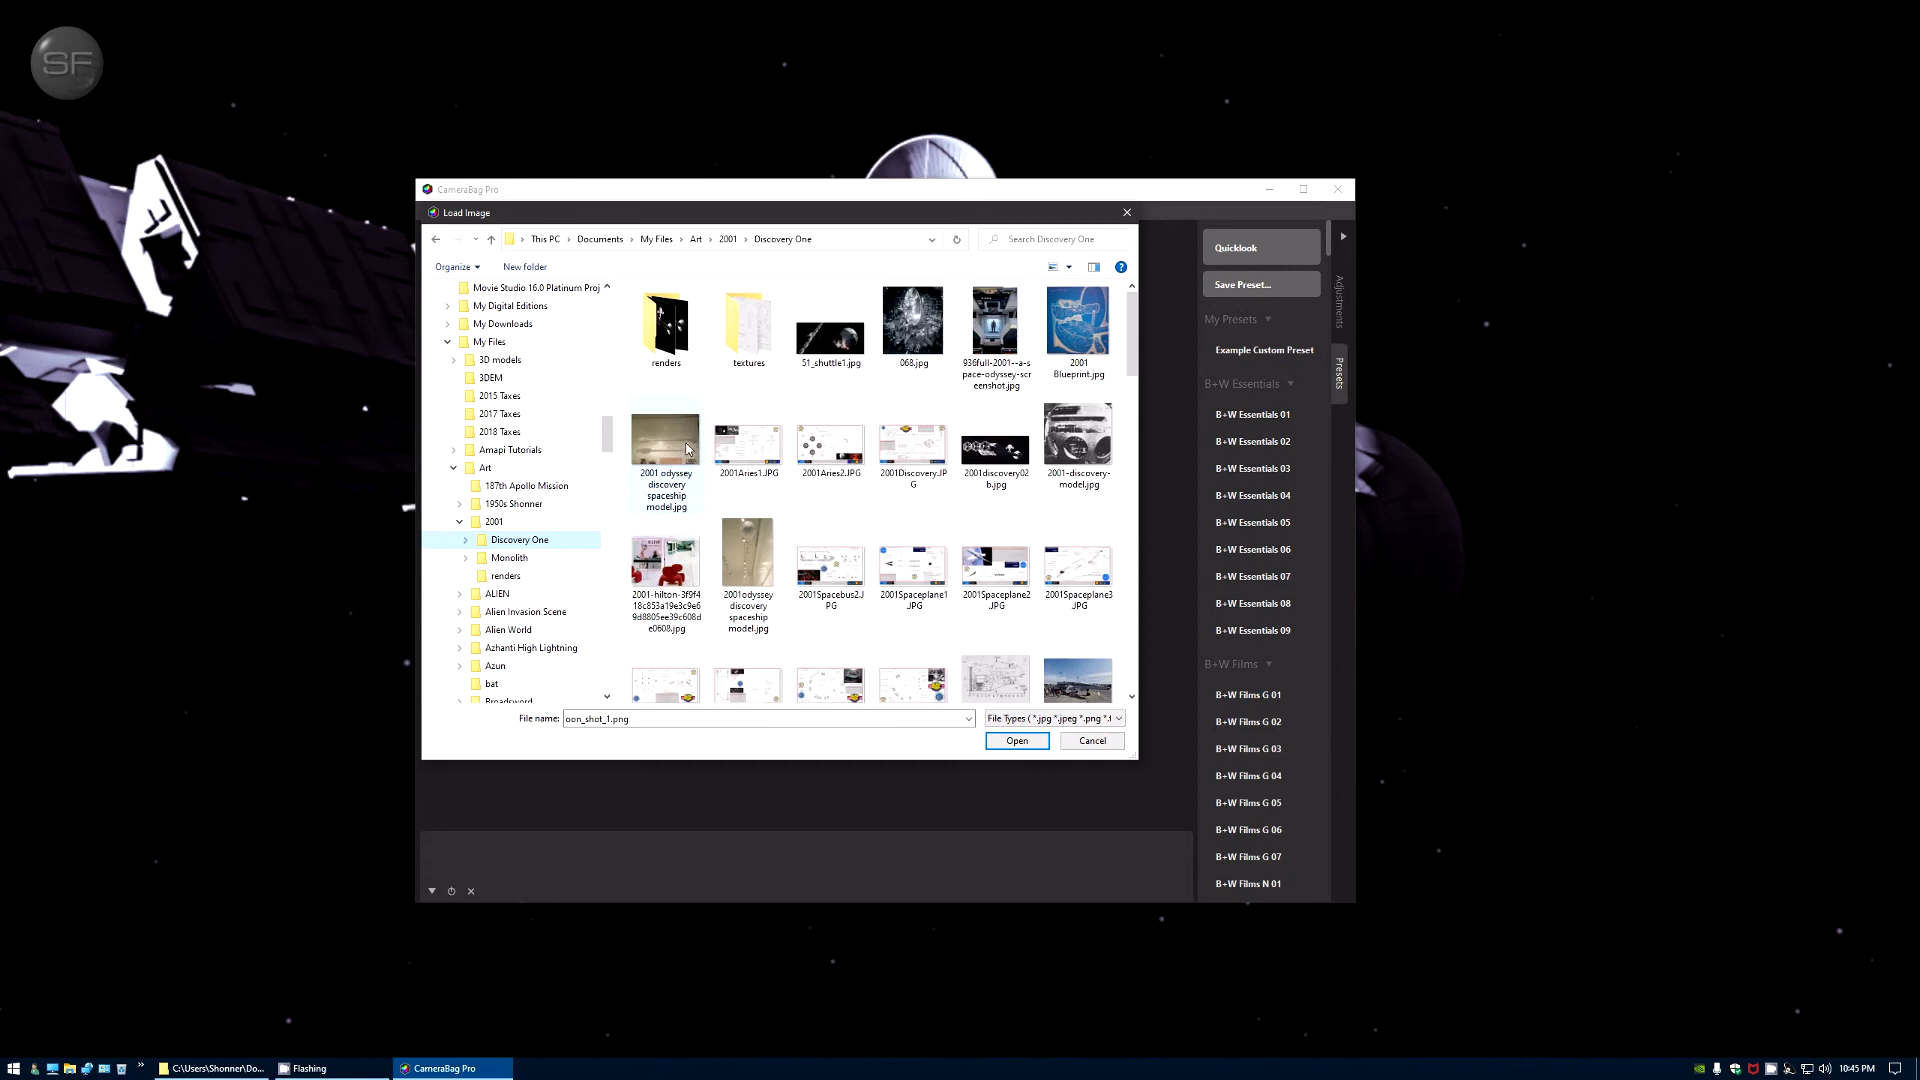 SF
CameraBag Pro
Load Image
This PC > Documents > My Files > Art > 2001 > Discovery One
Search Discovery One
Organize
New folder
Movie Studio 16.0 Platinum Proj
My Digital Editions
My Downloads
My Files
3D models
3DEM
2015 Taxes
2017 Taxes
2018 Taxes
Amapi Tutorials
Art
187th Apollo Mission
1950s Shonner
2001
Discovery One
Monolith
renders
ALIEN
Alien Invasion Scene
Alien World
Azhanti High Lightning
Azun
bat
Broadsword
renders
textures
51_shuttle1.jpg
068.jpg
936full-2001--a-s
pace-odyssey-scr
eenshot.jpg
2001
Blueprint.jpg
2001 odyssey
discovery
spaceship
model.jpg
2001Aries1.JPG
2001Aries2.JPG
2001Discovery.JP
G
2001discovery02
b.jpg
2001-discovery-
model.jpg
2001-hilton-3f9f4
18c853a19e3c9e6
9d8805ee39c608d
e0608.jpg
2001odyssey
discovery
spaceship
model.jpg
2001Spacebus2.J
PG
2001Spaceplane1
.JPG
2001Spaceplane2
.JPG
2001Spaceplane3
.JPG
File name:
oon_shot_1.png
File Types ( *.jpg *.jpeg *.png *.t
Open
Cancel
Quicklook
Save Preset...
My Presets
Example Custom Preset
B+W Essentials
B+W Essentials 01
B+W Essentials 02
B+W Essentials 03
B+W Essentials 04
B+W Essentials 05
B+W Essentials 06
B+W Essentials 07
B+W Essentials 08
B+W Essentials 09
B+W Films
B+W Films G 01
B+W Films G 02
B+W Films G 03
B+W Films G 04
B+W Films G 05
B+W Films G 06
B+W Films G 07
B+W Films N 01
Adjustments
Presets
C:\Users\Shonner\Do...
Flashing
CameraBag Pro
10:45 PM